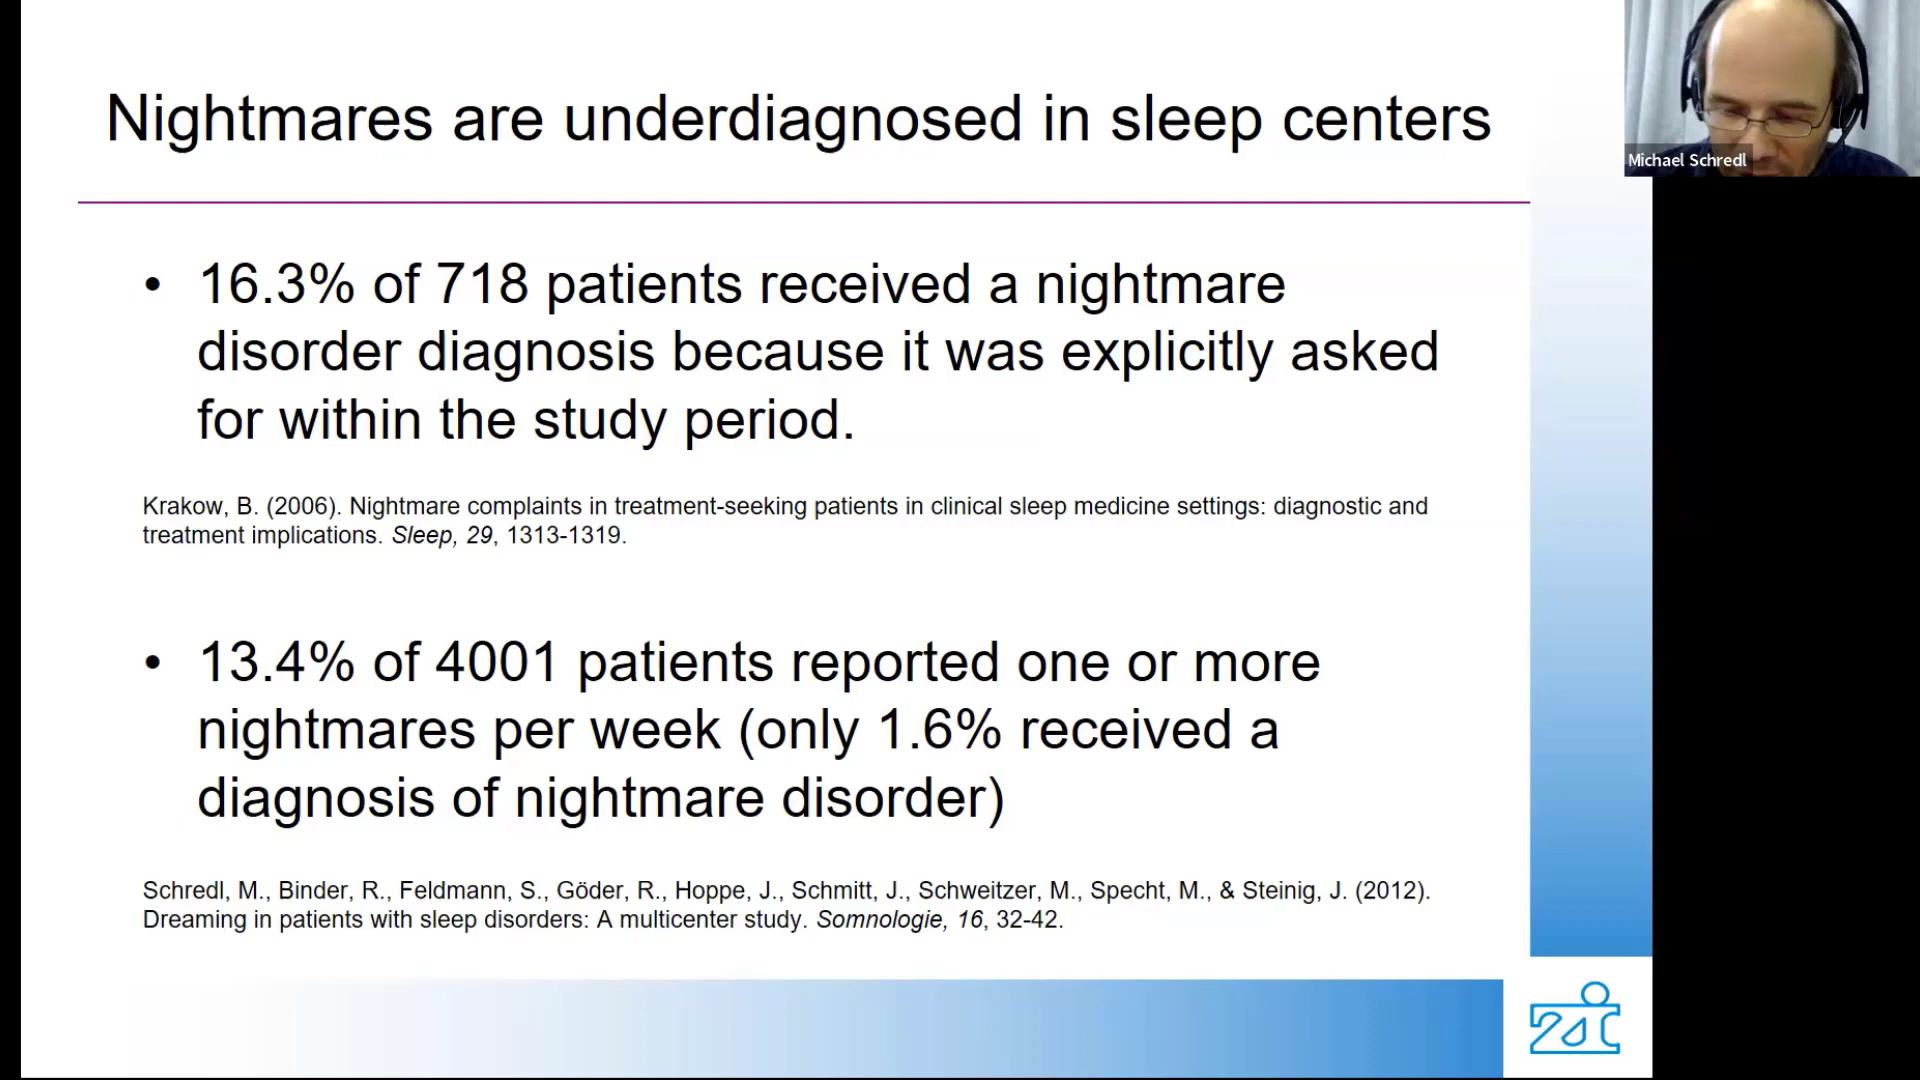 Nightmares are underdiagnosed in sleep centers
Michael Schredl
• 16.3% of 718 patients received a nightmare
disorder diagnosis because it was explicitly asked
for within the study period.
Krakow, B. (2006). Nightmare complaints in treatment-seeking patients in clinical sleep medicine settings: diagnostic and
treatment implications. Sleep, 29, 1313-1319.
• 13.4% of 4001 patients reported one or more
nightmares per week (only 1.6% received a
diagnosis of nightmare disorder)
Schredl, M., Binder, R., Feldmann, S., Göder, R., Hoppe, J., Schmitt, J., Schweitzer, M., Specht, M., & Steinig, J. (2012).
Dreaming in patients with sleep disorders: A multicenter study. Somnologie, 16, 32-42.
zi